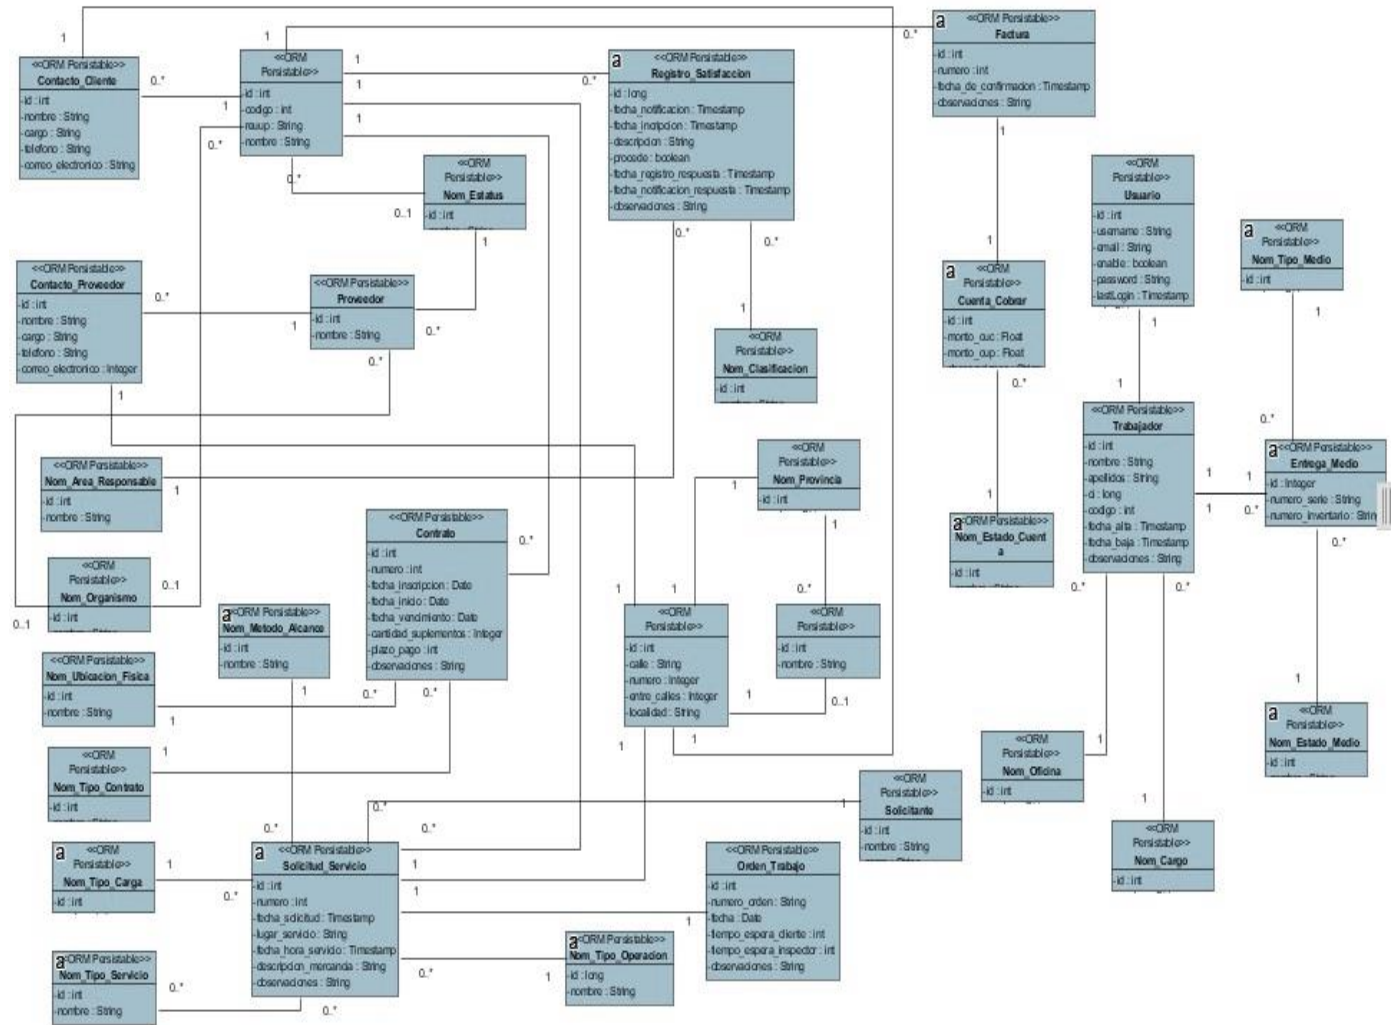 <<ORM Persistable>>
Contacto_Cliente
-id : int
-nombre : String
-cargo : String
-telefono : String
-correo_electronico : String
<<ORM
Persistable>>
-id : int
-codigo : int
-reuup : String
-nombre : String
a
<<ORM Persistable>>
Registro_Satisfaccion
-id : long
-fecha_notificacion : Timestamp
-fecha_incripcion : Timestamp
-descripcion : String
-procede : boolean
-fecha_registro_respuesta : Timestamp
-fecha_notificacion_respuesta : Timestamp
-observaciones : String
a
<<ORM Persistable>>
Factura
-id : int
-numero : int
-fecha_de_confirmacion : Timestamp
-observaciones : String
<<ORM
Persistable>>
Nom_Estatus
-id : int
<<ORM
Persistable>>
Usuario
-id : int
-username : String
-email : String
-enable : boolean
-password : String
-lastLogin : Timestamp
a
<<ORM
Persistable>>
Nom_Tipo_Medio
-id : int
<<ORM Persistable>>
Contacto_Proveedor
-id : int
-nombre : String
-cargo : String
-telefono : String
-correo_electronico : Integer
<<ORM Persistable>>
Proveedor
-id : int
-nombre : String
a
<<ORM
Persistable>>
Cuenta_Cobrar
-id : int
-monto_cuc : Float
-monto_cup : Float
<<ORM
Persistable>>
Nom_Clasificacion
-id : int
<<ORM Persistable>>
Trabajador
-id : int
-nombre : String
-apellidos : String
-ci : long
-codigo : int
-fecha_alta : Timestamp
-fecha_baja : Timestamp
-observaciones : String
a
<<ORM Persistable>>
Entrega_Medio
-id : Integer
-numero_serie : String
-numero_inventario : String
<<ORM Persistable>>
Nom_Area_Responsable
-id : int
-nombre : String
<<ORM
Persistable>>
Nom_Provincia
-id : int
<<ORM Persistable>>
Contrato
-id : int
-numero : int
-fecha_inscripcion : Date
-fecha_inicio : Date
-fecha_vencimiento : Date
-cantidad_suplementos : Integer
-plazo_pago : int
-observaciones : String
a
<<ORM Persistable>>
Nom_Estado_Cuent
a
-id : int
<<ORM
Persistable>>
Nom_Organismo
-id : int
a
<<ORM Persistable>>
Nom_Metodo_Alcance
-id : int
-nombre : String
<<ORM
Persistable>>
-id : int
-calle : String
-numero : Integer
-entre_calles : Integer
-localidad : String
<<ORM
Persistable>>
-id : int
-nombre : String
<<ORM Persistable>>
Nom_Ubicacion_Fisica
-id : int
-nombre : String
<<ORM
Persistable>>
Nom_Tipo_Contrato
-id : int
<<ORM
Persistable>>
Solicitante
-id : int
-nombre : String
<<ORM
Persistable>>
Nom_Oficina
-id : int
a
<<ORM
Persistable>>
Nom_Estado_Medio
-id : int
<<ORM
Persistable>>
Nom_Cargo
-id : int
a
<<ORM
Persistable>>
Nom_Tipo_Carga
-id : int
a
<<ORM Persistable>>
Solicitud_Servicio
-id : int
-numero : int
-fecha_solicitud : Timestamp
-lugar_servicio : String
-fecha_hora_servicio : Timestamp
-descripcion_mercancia : String
-observaciones : String
<<ORM Persistable>>
Orden_Trabajo
-id : int
-numero_orden : String
-fecha : Date
-tiempo_espera_cliente : int
-tiempo_espera_inspector : int
-observaciones : String
a
<<ORM Persistable>>
Nom_Tipo_Operacion
-id : long
-nombre : String
a
<<ORM Persistable>>
Nom_Tipo_Servicio
-id : int
-nombre : String